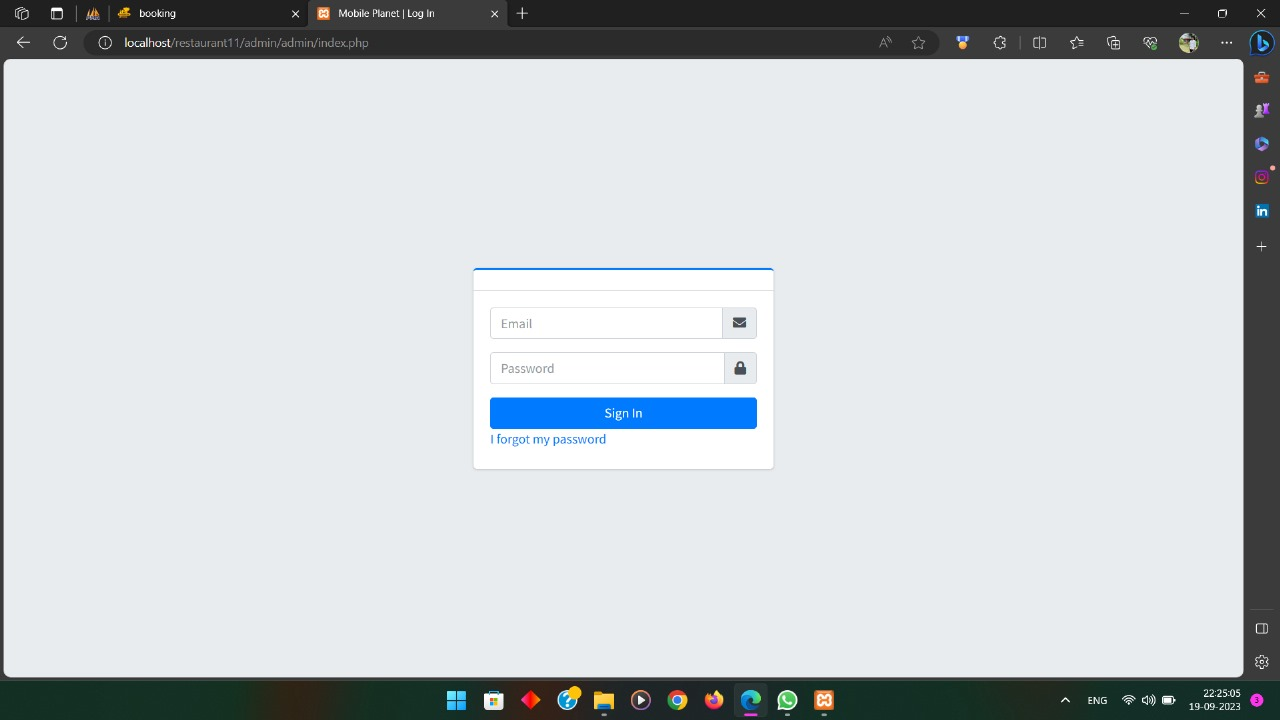 booking
Mobile Planet | Log In
localhost/restaurant11/admin/admin/index.php
Email
Password
Sign In
I forgot my password
ENG
22:25:05
19-09-2023
3